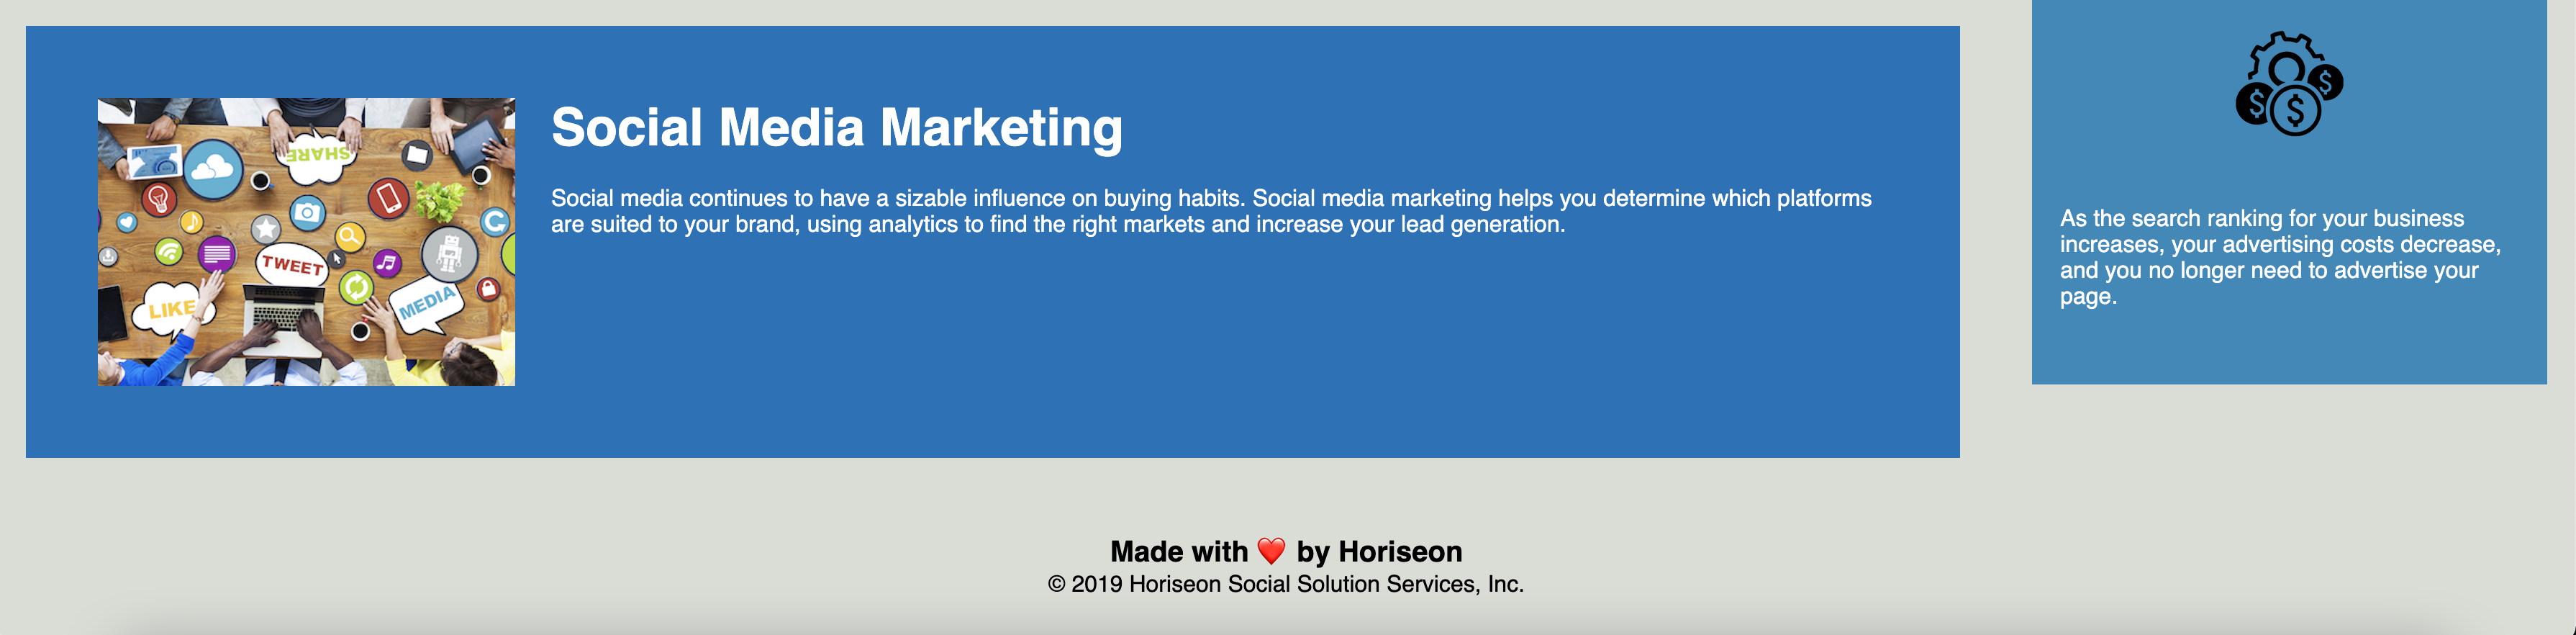 SHARE
TWEET
LIKE
MEDIA
Social Media Marketing
Social media continues to have a sizable influence on buying habits. Social media marketing helps you determine which platforms
are suited to your brand, using analytics to find the right markets and increase your lead generation.
$ $ $
As the search ranking for your business
increases, your advertising costs decrease,
and you no longer need to advertise your
page.
Made with ❤️ by Horiseon
© 2019 Horiseon Social Solution Services, Inc.